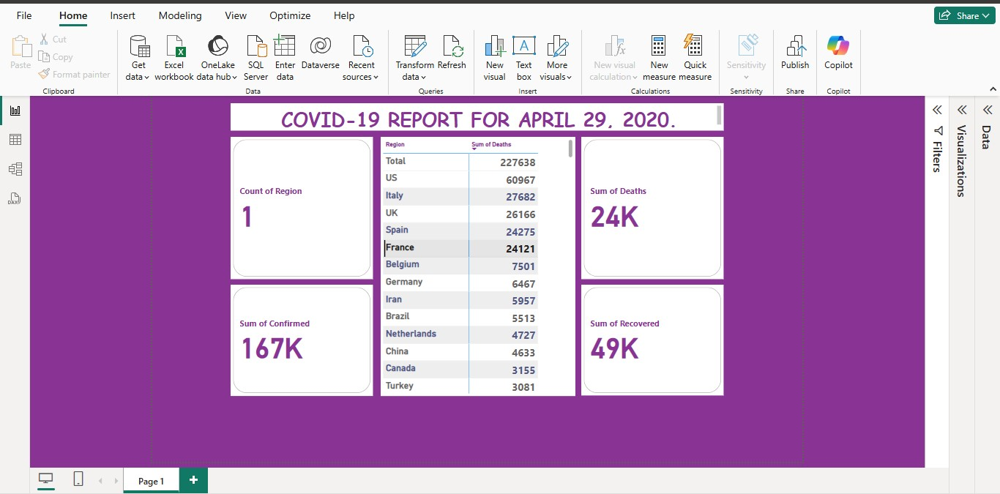 File Home Insert Modeling View Optimize Help Share
Paste
Cut
Copy
Format painter
Clipboard
Get data
Excel workbook
OneLake data hub
SQL Server
Enter data
Dataverse
Recent sources
Data
Transform data
Refresh
Queries
New visual
Text box
More visuals
Insert
New visual calculation
New measure
Quick measure
Calculations
Sensitivity
Sensitivity
Publish
Share
Copilot
Copilot
COVID-19 REPORT FOR APRIL 29, 2020.
Count of Region
1
Sum of Confirmed
167K
Region Sum of Deaths
Total 227638
US 60967
Italy 27682
UK 26166
Spain 24275
France 24121
Belgium 7501
Germany 6467
Iran 5957
Brazil 5513
Netherlands 4727
China 4633
Canada 3155
Turkey 3081
Sum of Deaths
24K
Sum of Recovered
49K
Filters
Visualizations
Data
DAX
Page 1